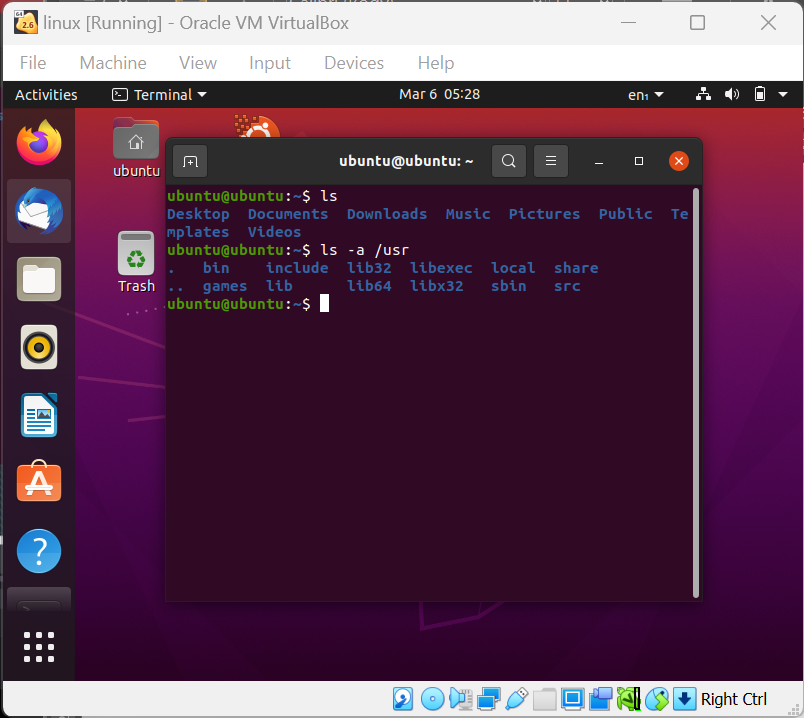 linux [Running] - Oracle VM VirtualBox
File Machine View Input Devices Help
Activities Terminal Mar 6 05:28 en₁
ubuntu
Trash
ubuntu@ubuntu: ~
ubuntu@ubuntu:~$ ls
Desktop Documents Downloads Music Pictures Public Te
mplates Videos
ubuntu@ubuntu:~$ ls -a /usr
. bin include lib32 libexec local share
.. games lib lib64 libx32 sbin src
ubuntu@ubuntu:~$
Right Ctrl